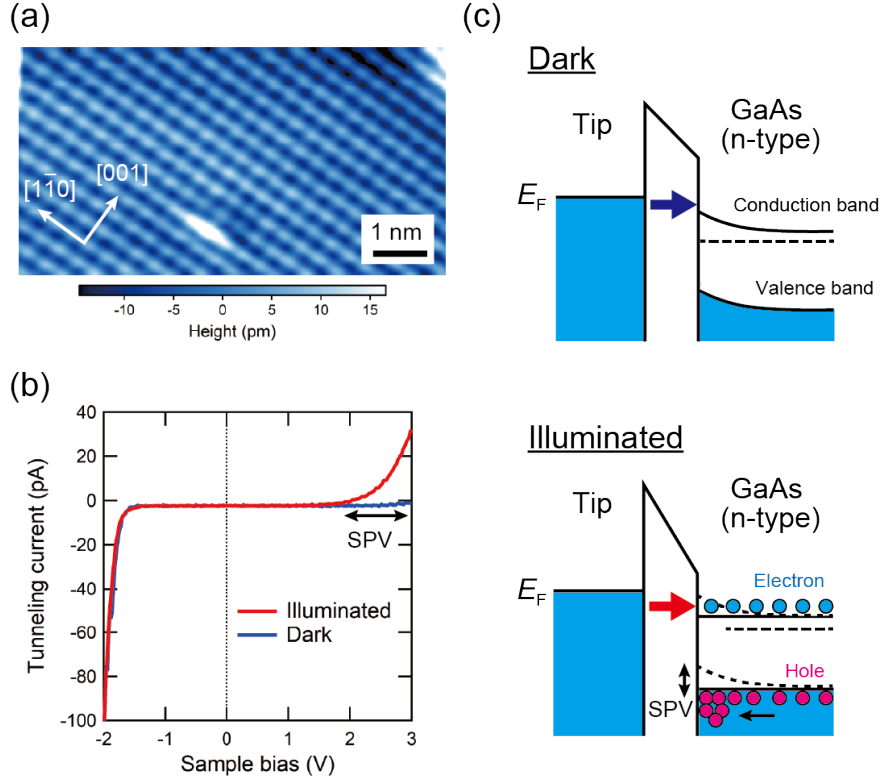 (a)
[11̄0]
[001]
1 nm
-10 -5 0 5 10 15
Height (pm)
(b)
Tunneling current (pA)
40
20
0
-20
-40
-60
-80
-100
SPV
Illuminated
Dark
-2 -1 0 1 2 3
Sample bias (V)
(c)
Dark
Tip
GaAs
(n-type)
EF
Conduction band
Valence band
Illuminated
Tip
GaAs
(n-type)
EF
Electron
Hole
SPV